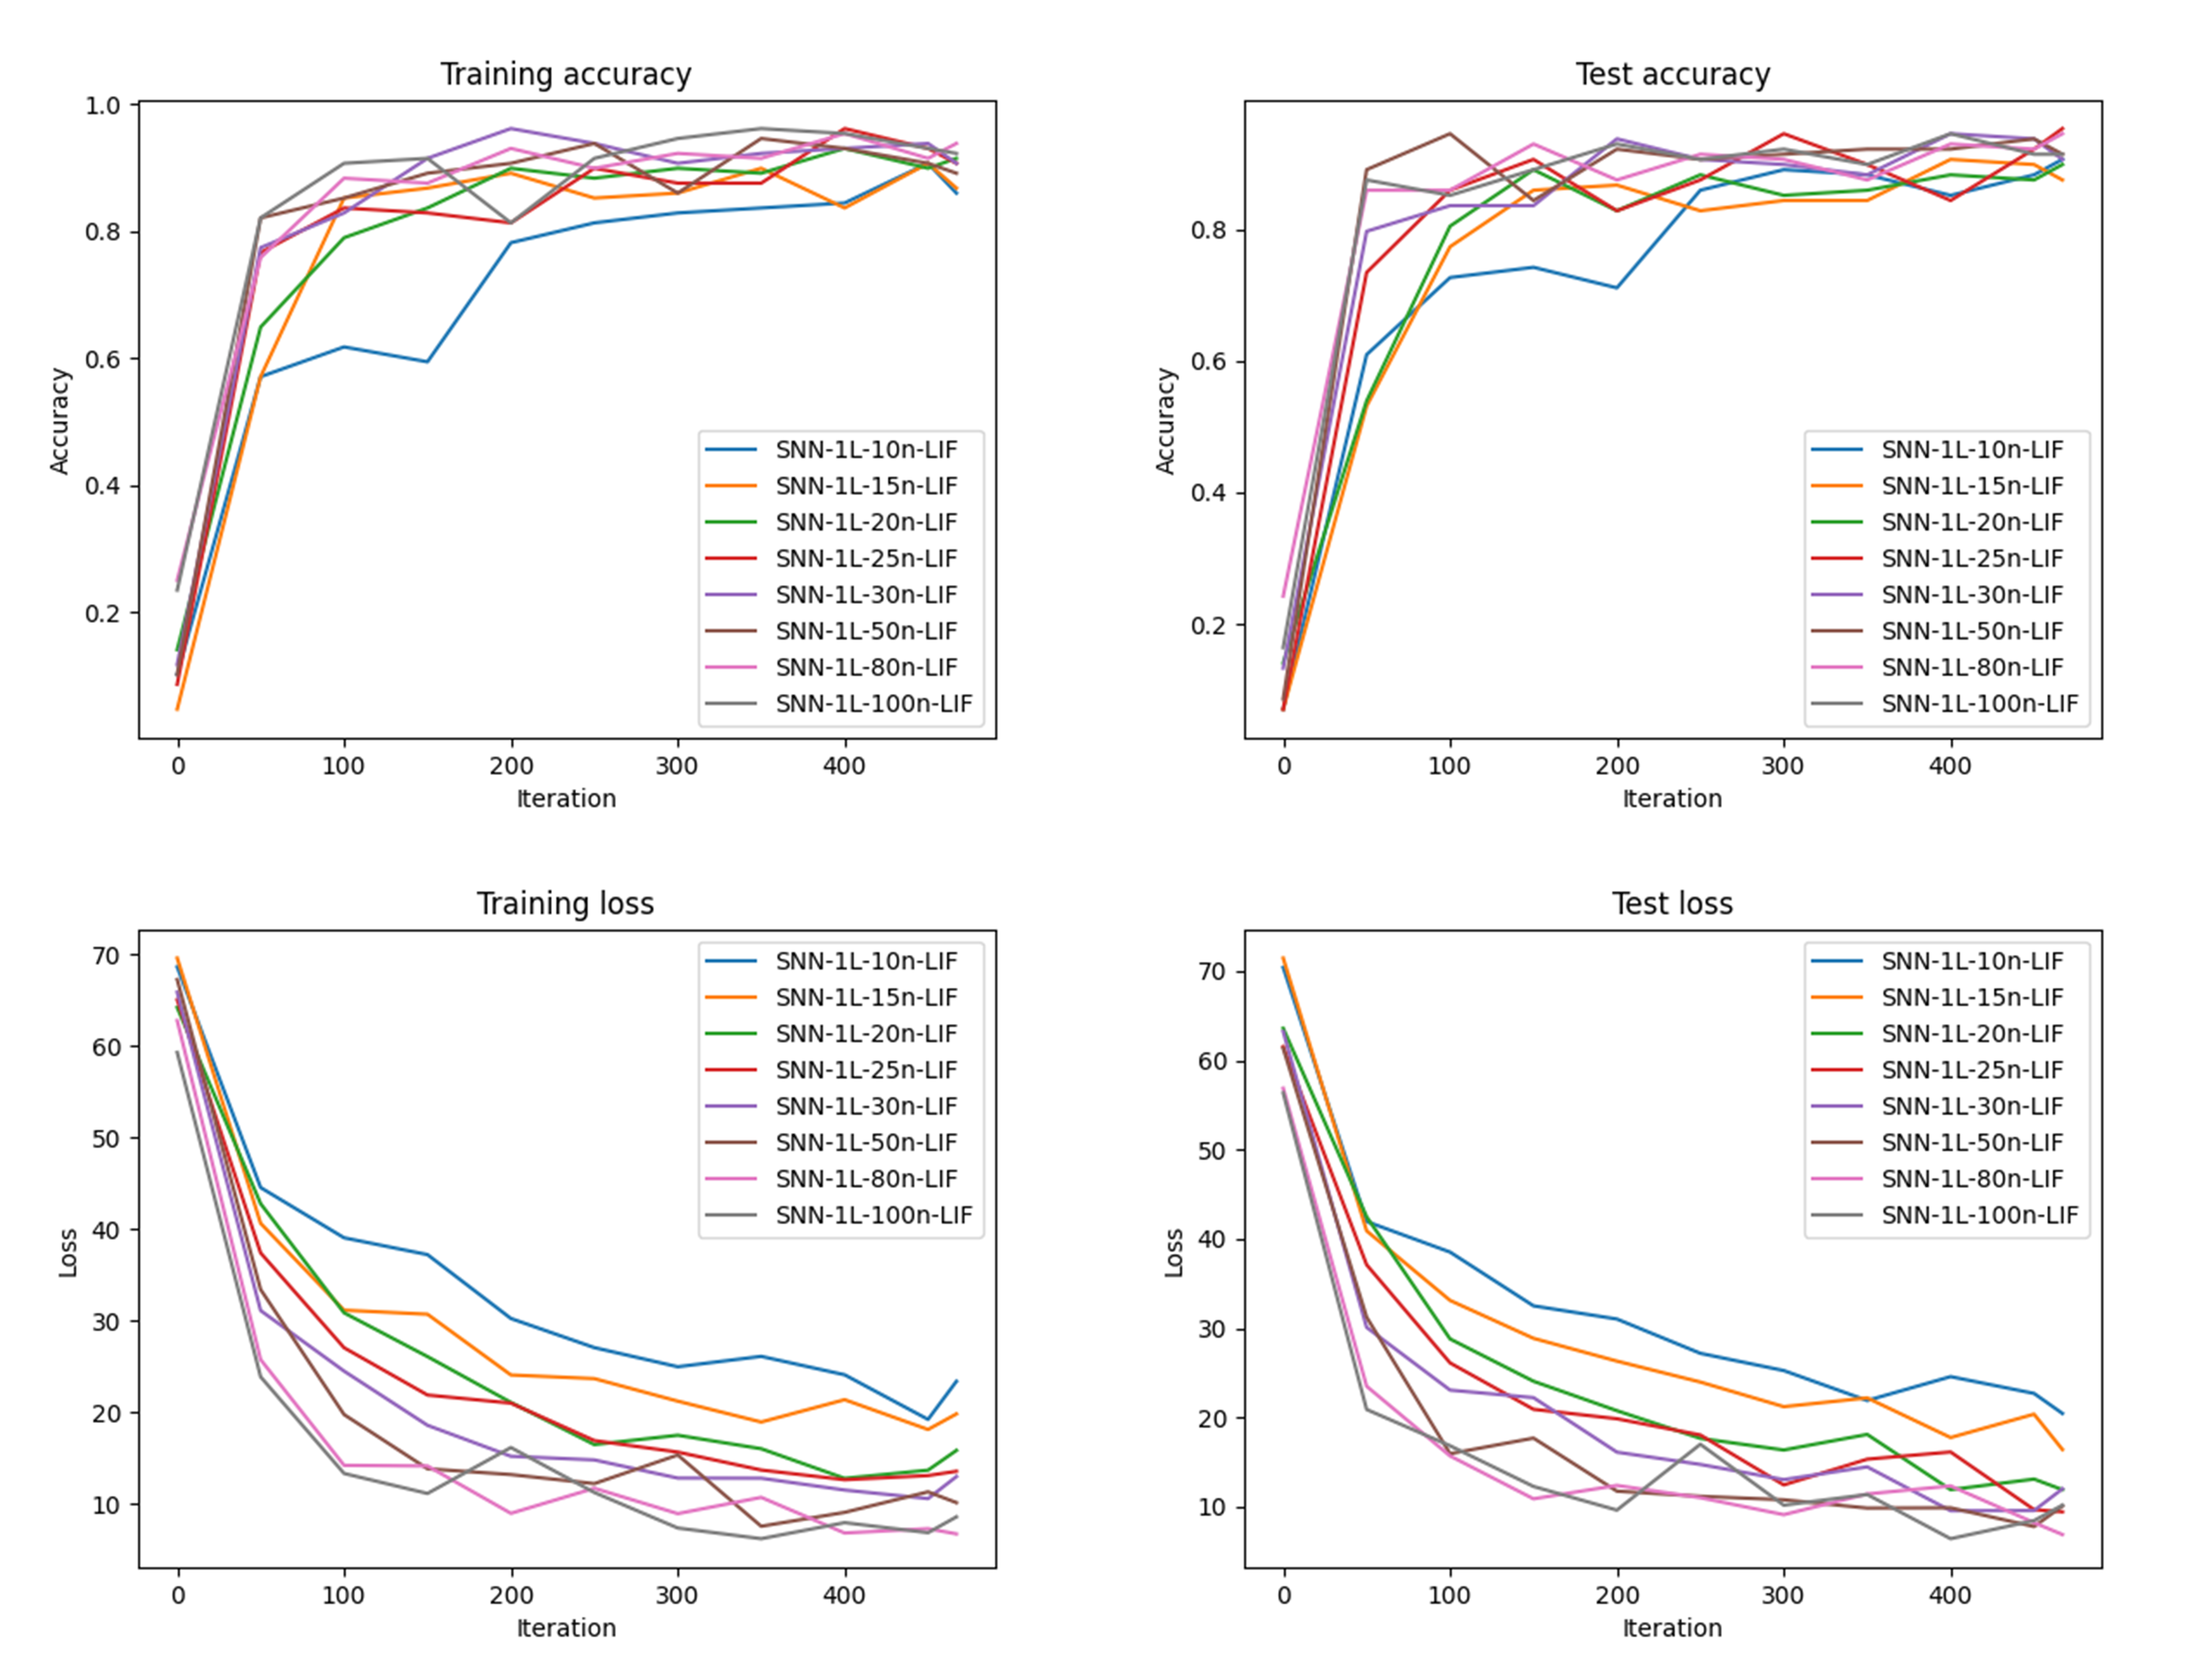 Training accuracy
Accuracy
1.0
0.8
0.6
0.4
0.2
SNN-1L-10n-LIF
SNN-1L-15n-LIF
SNN-1L-20n-LIF
SNN-1L-25n-LIF
SNN-1L-30n-LIF
SNN-1L-50n-LIF
SNN-1L-80n-LIF
SNN-1L-100n-LIF
0 100 200 300 400
Iteration
Test accuracy
Accuracy
0.8
0.6
0.4
0.2
SNN-1L-10n-LIF
SNN-1L-15n-LIF
SNN-1L-20n-LIF
SNN-1L-25n-LIF
SNN-1L-30n-LIF
SNN-1L-50n-LIF
SNN-1L-80n-LIF
SNN-1L-100n-LIF
0 100 200 300 400
Iteration
Training loss
Loss
70
60
50
40
30
20
10
SNN-1L-10n-LIF
SNN-1L-15n-LIF
SNN-1L-20n-LIF
SNN-1L-25n-LIF
SNN-1L-30n-LIF
SNN-1L-50n-LIF
SNN-1L-80n-LIF
SNN-1L-100n-LIF
0 100 200 300 400
Iteration
Test loss
Loss
70
60
50
40
30
20
10
SNN-1L-10n-LIF
SNN-1L-15n-LIF
SNN-1L-20n-LIF
SNN-1L-25n-LIF
SNN-1L-30n-LIF
SNN-1L-50n-LIF
SNN-1L-80n-LIF
SNN-1L-100n-LIF
0 100 200 300 400
Iteration